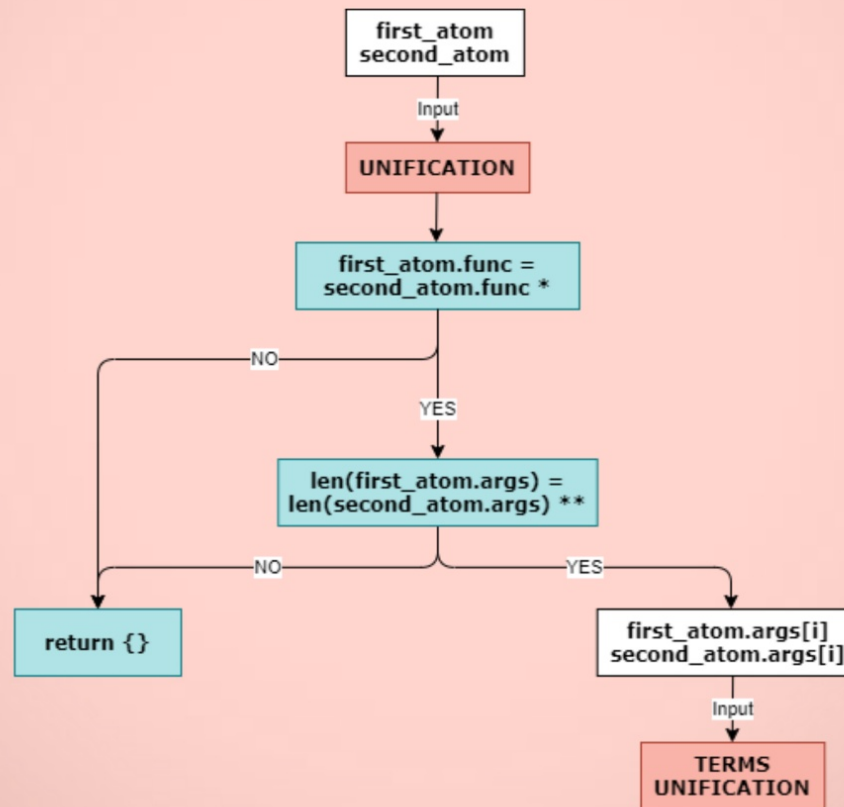 first_atom
second_atom
Input
UNIFICATION
first_atom.func =
second_atom.func *
NO
YES
len(first_atom.args) =
len(second_atom.args) **
NO
YES
return {}
first_atom.args[i]
second_atom.args[i]
Input
TERMS
UNIFICATION